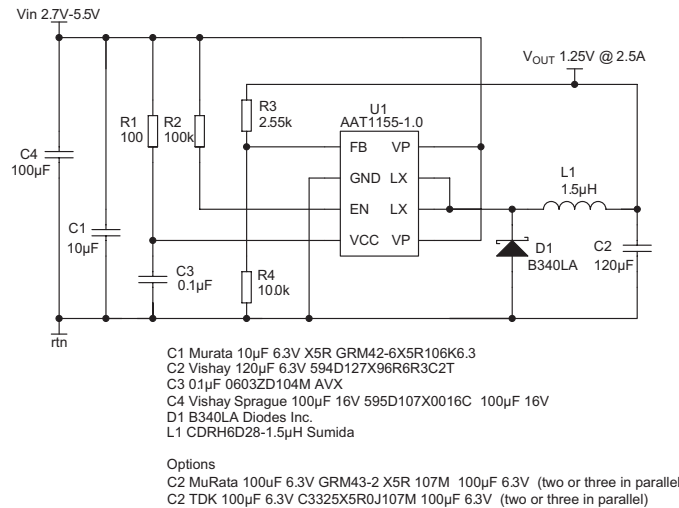 Vin 2.7V-5.5V
VOUT 1.25V @ 2.5A
R1
100
R2
100k
R3
2.55k
U1
AAT1155-1.0
FB VP
GND LX
EN LX
VCC VP
L1
1.5µH
C4
100µF
C1
10µF
C3
0.1µF
R4
10.0k
D1
B340LA
C2
120µF
rtn
C1 Murata 10µF 6.3V X5R GRM42-6X5R106K6.3
C2 Vishay 120µF 6.3V 594D127X96R6R3C2T
C3 0.1µF 0603ZD104M AVX
C4 Vishay Sprague 100µF 16V 595D107X0016C 100µF 16V
D1 B340LA Diodes Inc.
L1 CDRH6D28-1.5µH Sumida
Options
C2 MuRata 100uF 6.3V GRM43-2 X5R 107M 100µF 6.3V (two or three in parallel
C2 TDK 100µF 6.3V C3325X5R0J107M 100µF 6.3V (two or three in parallel)